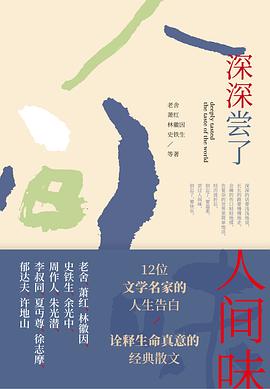 深深尝了
人间味
deeply tasted
the taste of the world
老舍
萧红
林徽因
史铁生
/
等著
12位
文学名家的
人生告白
/
诠释生命真意的
经典散文
老舍 萧红 林徽因
史铁生 余光中
周作人 朱光潜
李叔同 夏丏尊 徐志摩
郁达夫 许地山